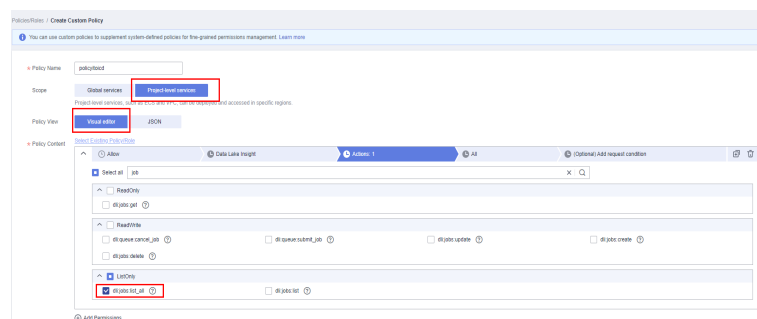 Policies/Roles / Create Custom Policy
You can use custom policies to supplement system-defined policies for fine-grained permissions management. Learn more
* Policy Name policytoicd
Scope Global services Project-level services
Project-level services, such as ECS and VPC, can be deployed and accessed in specific regions.
Policy View Visual editor JSON
* Policy Content Select Existing Policy/Role
Allow Data Lake Insight Actions: 1 All (Optional) Add request condition
Select all job
ReadOnly
dli:jobs:get
ReadWrite
dli:queue:cancel_job dli:queue:submit_job dli:jobs:update dli:jobs:create
dli:jobs:delete
ListOnly
dli:jobs:list_all dli:jobs:list
Add Permissions